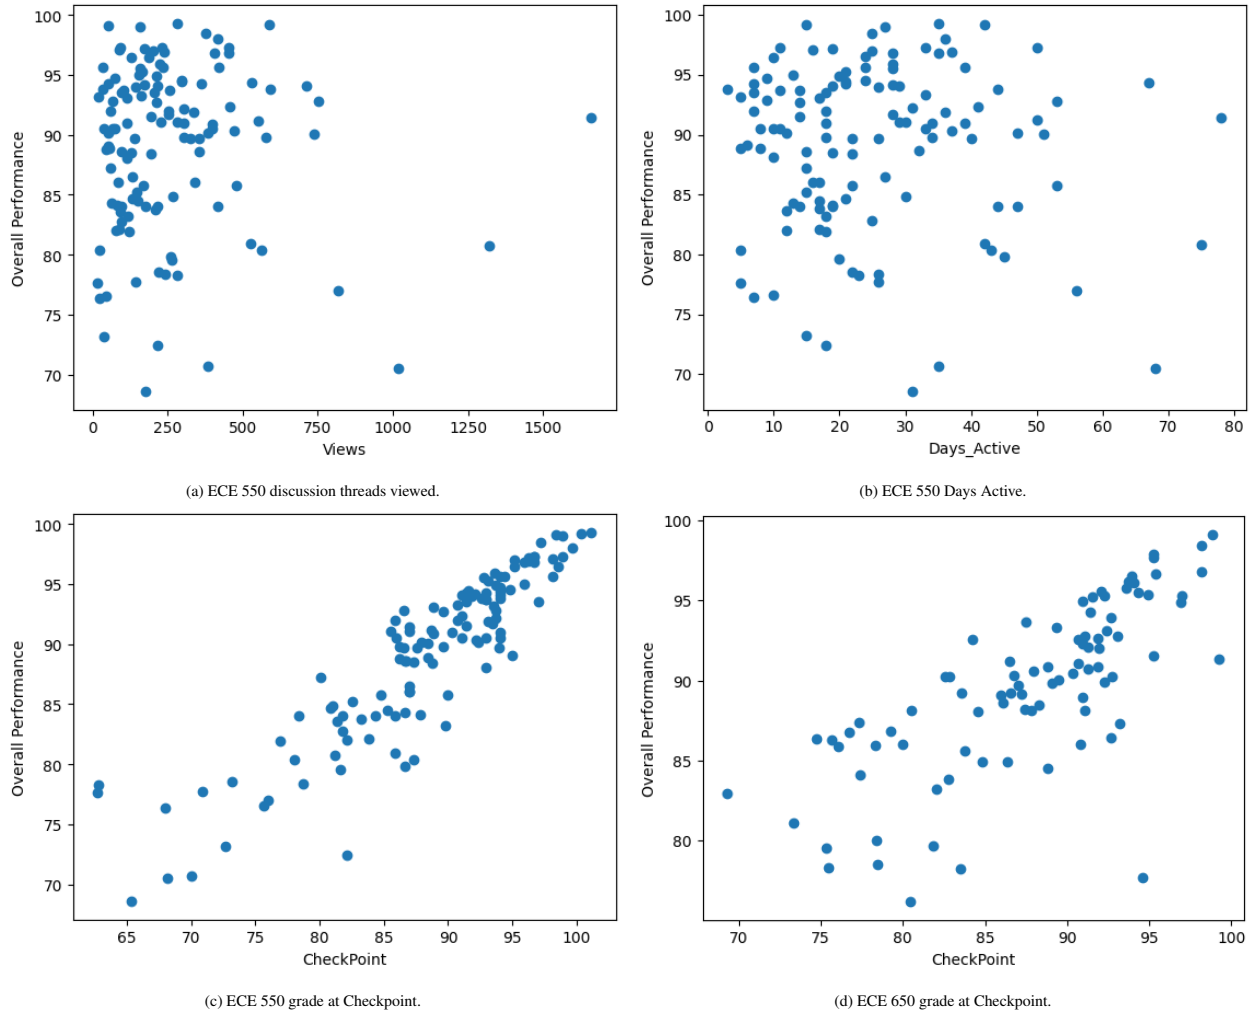 100
95
90
85
80
75
70
Overall Performance
0 250 500 750 1000 1250 1500
Views
(a) ECE 550 discussion threads viewed.
100
95
90
85
80
75
70
Overall Performance
0 10 20 30 40 50 60 70 80
Days_Active
(b) ECE 550 Days Active.
100
95
90
85
80
75
70
Overall Performance
65 70 75 80 85 90 95 100
CheckPoint
(c) ECE 550 grade at Checkpoint.
100
95
90
85
80
Overall Performance
70 75 80 85 90 95 100
CheckPoint
(d) ECE 650 grade at Checkpoint.